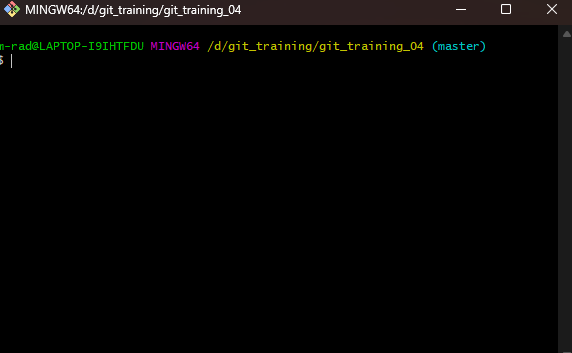 MINGW64:/d/git_training/git_training_04
m-rad@LAPTOP-I9IHTFDU MINGW64 /d/git_training/git_training_04 (master)
$